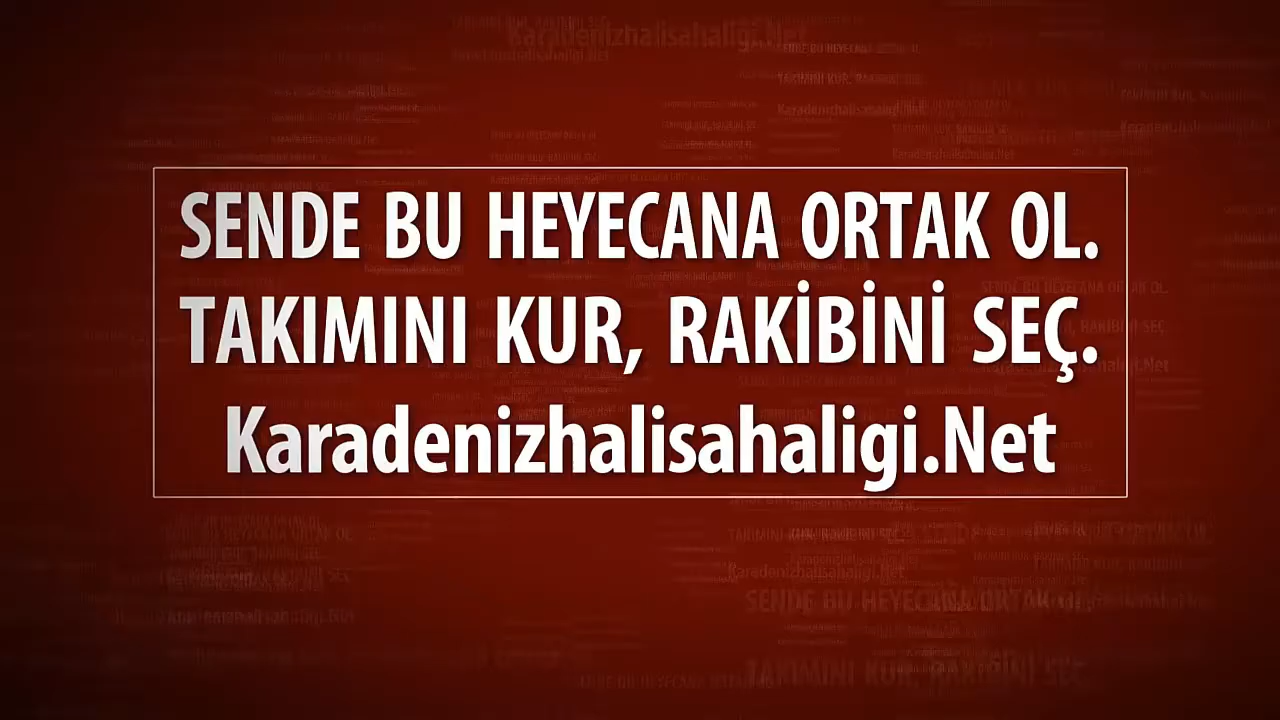 SENDE BU HEYECANA ORTAK OL.
TAKIMINI KUR, RAKİBİNİ SEÇ.
Karadenizhalisahaligi.Net